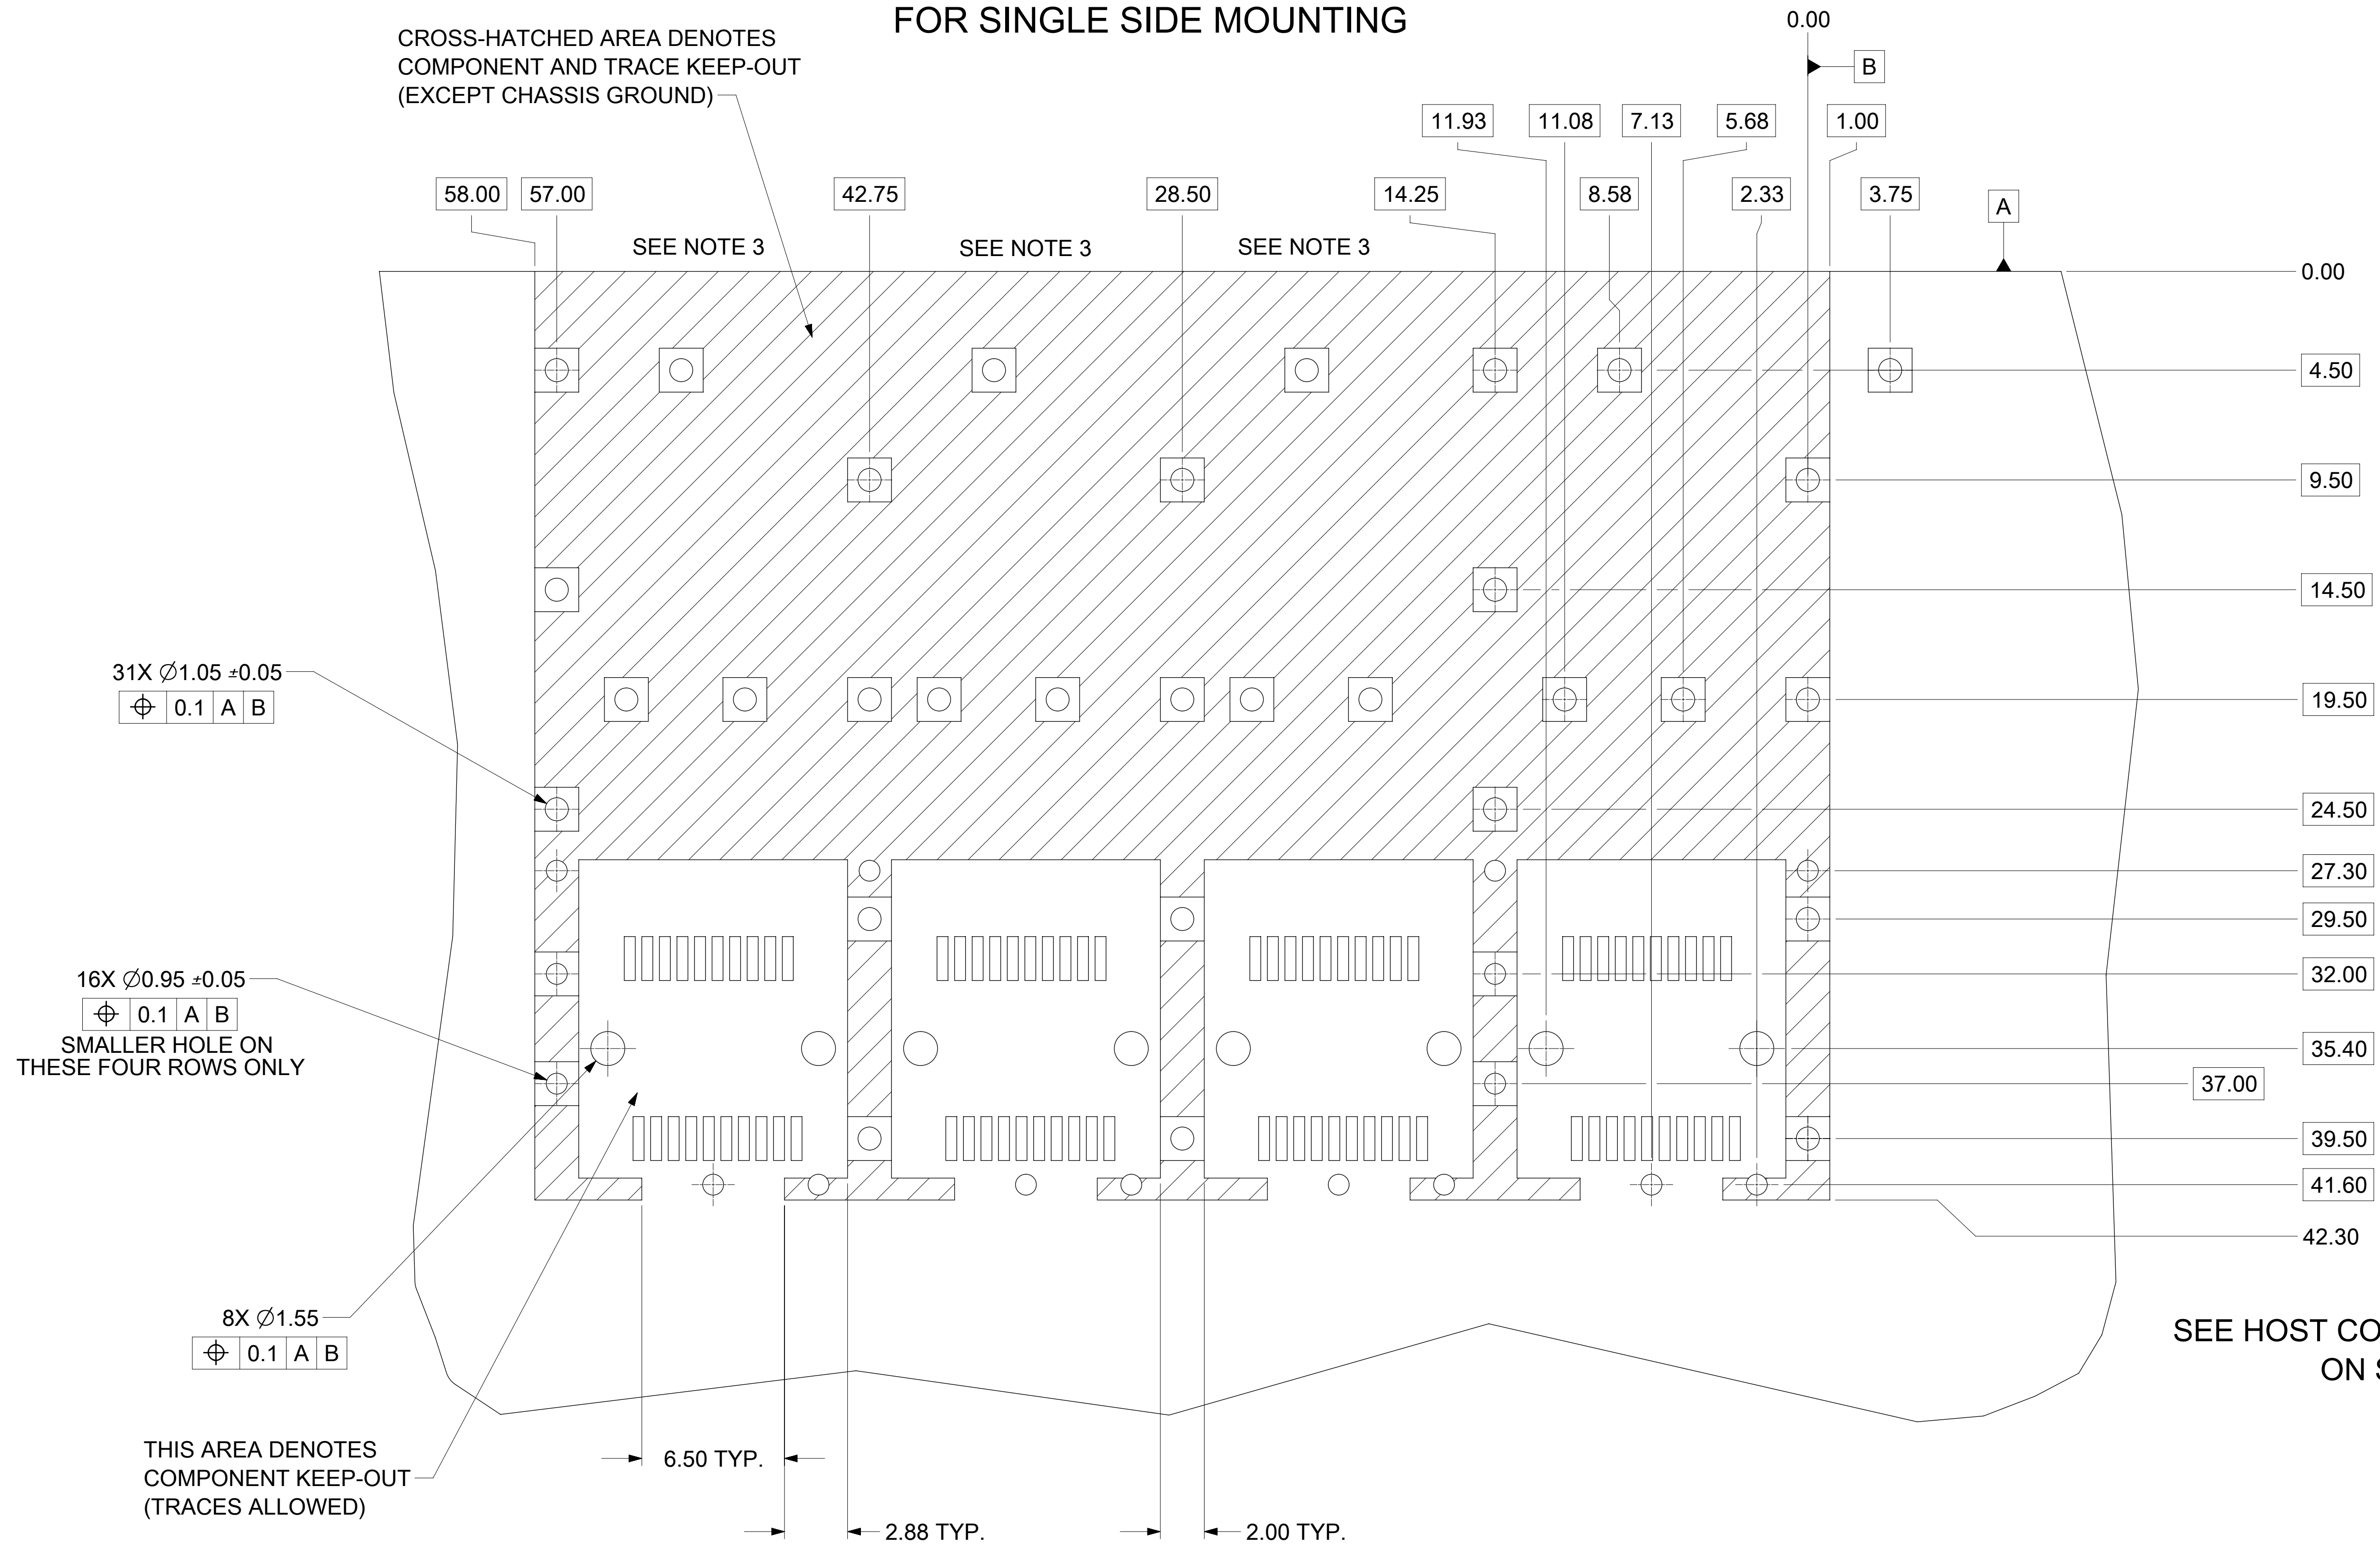 FOR SINGLE SIDE MOUNTING
0.00
CROSS-HATCHED AREA DENOTES
COMPONENT AND TRACE KEEP-OUT
(EXCEPT CHASSIS GROUND)
B
11.93 11.08 7.13 5.68 1.00
58.00 57.00 42.75 28.50 14.25 8.58 2.33 3.75
A
SEE NOTE 3 SEE NOTE 3 SEE NOTE 3
0.00
4.50
9.50
14.50
31X Ø1.05 ±0.05
⌖ 0.1 A B
19.50
24.50
27.30
29.50
32.00
16X Ø0.95 ±0.05
⌖ 0.1 A B
SMALLER HOLE ON
THESE FOUR ROWS ONLY
35.40
37.00
39.50
41.60
42.30
8X Ø1.55
⌖ 0.1 A B
SEE HOST CO
ON S
THIS AREA DENOTES
COMPONENT KEEP-OUT
(TRACES ALLOWED)
6.50 TYP.
2.88 TYP. 2.00 TYP.